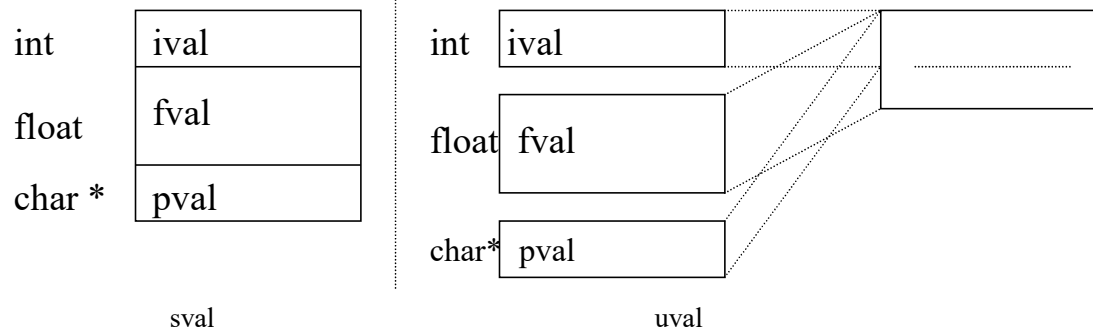 int ival
float fval
char * pval
sval
int ival
float fval
char* pval
uval